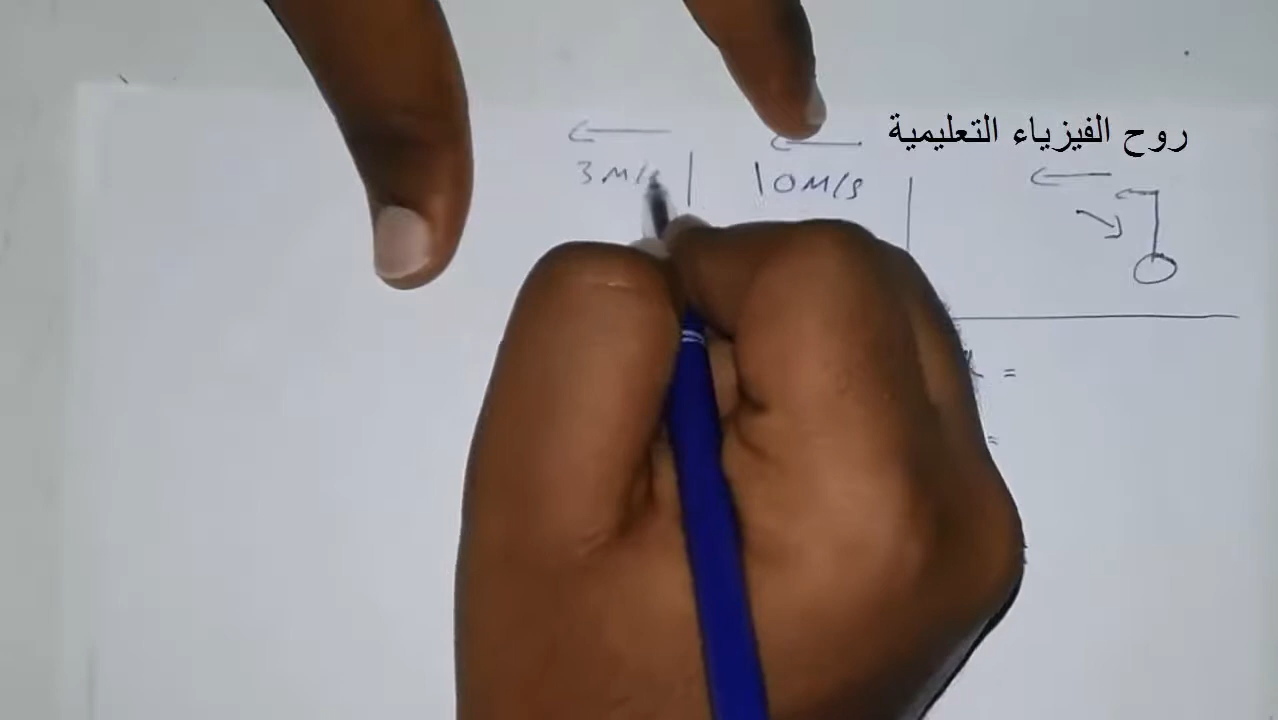 روح الفيزياء التعليمية
3M/s | 10M/s
=
=